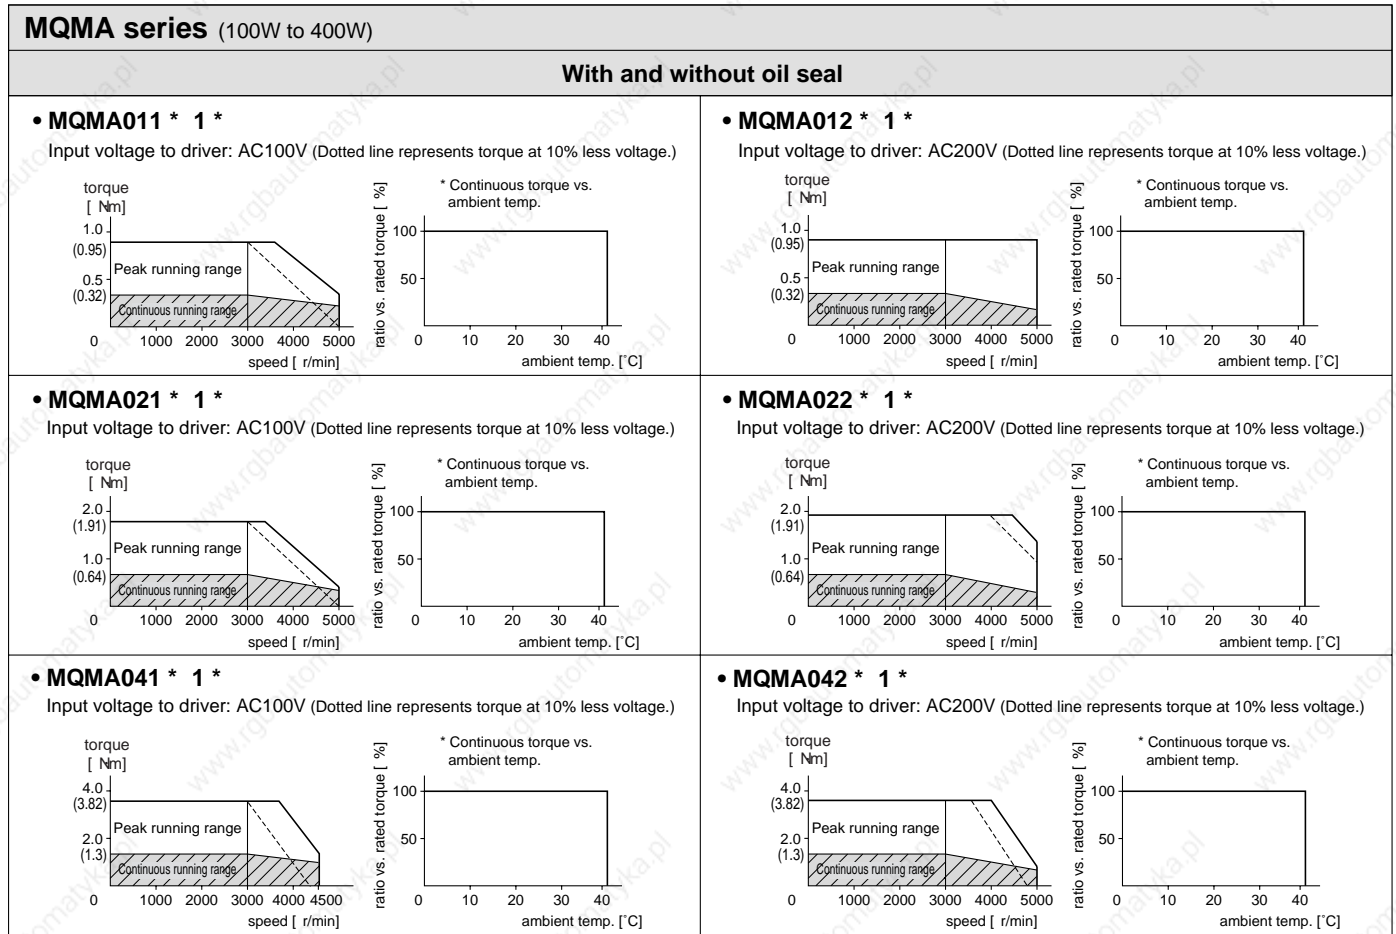 MQMA series (100W to 400W)
With and without oil seal
• MQMA011 * 1 *
Input voltage to driver: AC100V (Dotted line represents torque at 10% less voltage.)
torque
[ Nm]
1.0
(0.95)
0.5
(0.32)
Peak running range
Continuous running range
0 1000 2000 3000 4000 5000
speed [ r/min]
ratio vs. rated torque [ %]
* Continuous torque vs.
ambient temp.
100
50
0 10 20 30 40
ambient temp. [˚C]
• MQMA012 * 1 *
Input voltage to driver: AC200V (Dotted line represents torque at 10% less voltage.)
torque
[ Nm]
1.0
(0.95)
0.5
(0.32)
Peak running range
Continuous running range
0 1000 2000 3000 4000 5000
speed [ r/min]
ratio vs. rated torque [ %]
* Continuous torque vs.
ambient temp.
100
50
10 20 30 40
ambient temp. [˚C]
• MQMA021 * 1 *
Input voltage to driver: AC100V (Dotted line represents torque at 10% less voltage.)
torque
[ Nm]
2.0
(1.91)
1.0
(0.64)
Peak running range
Continuous running range
0 1000 2000 3000 4000 5000
speed [ r/min]
ratio vs. rated torque [ %]
* Continuous torque vs.
ambient temp.
100
50
0 10 20 30 40
ambient temp. [˚C]
• MQMA022 * 1 *
Input voltage to driver: AC200V (Dotted line represents torque at 10% less voltage.)
torque
[ Nm]
2.0
(1.91)
1.0
(0.64)
Peak running range
Continuous running range
0 1000 2000 3000 4000 5000
speed [ r/min]
ratio vs. rated torque [ %]
* Continuous torque vs.
ambient temp.
100
50
0 10 20 30 40
ambient temp. [˚C]
• MQMA041 * 1 *
Input voltage to driver: AC100V (Dotted line represents torque at 10% less voltage.)
torque
[ Nm]
4.0
(3.82)
2.0
(1.3)
Peak running range
Continuous running range
0 1000 2000 3000 4000 4500
speed [ r/min]
ratio vs. rated torque [ %]
* Continuous torque vs.
ambient temp.
100
50
0 10 20 30 40
ambient temp. [˚C]
• MQMA042 * 1 *
Input voltage to driver: AC200V (Dotted line represents torque at 10% less voltage.)
torque
[ Nm]
4.0
(3.82)
2.0
(1.3)
Peak running range
Continuous running range
0 1000 2000 3000 4000 5000
speed [ r/min]
ratio vs. rated torque [ %]
* Continuous torque vs.
ambient temp.
100
50
0 10 20 30 40
ambient temp. [˚C]
www.rgbautomatyka.pl